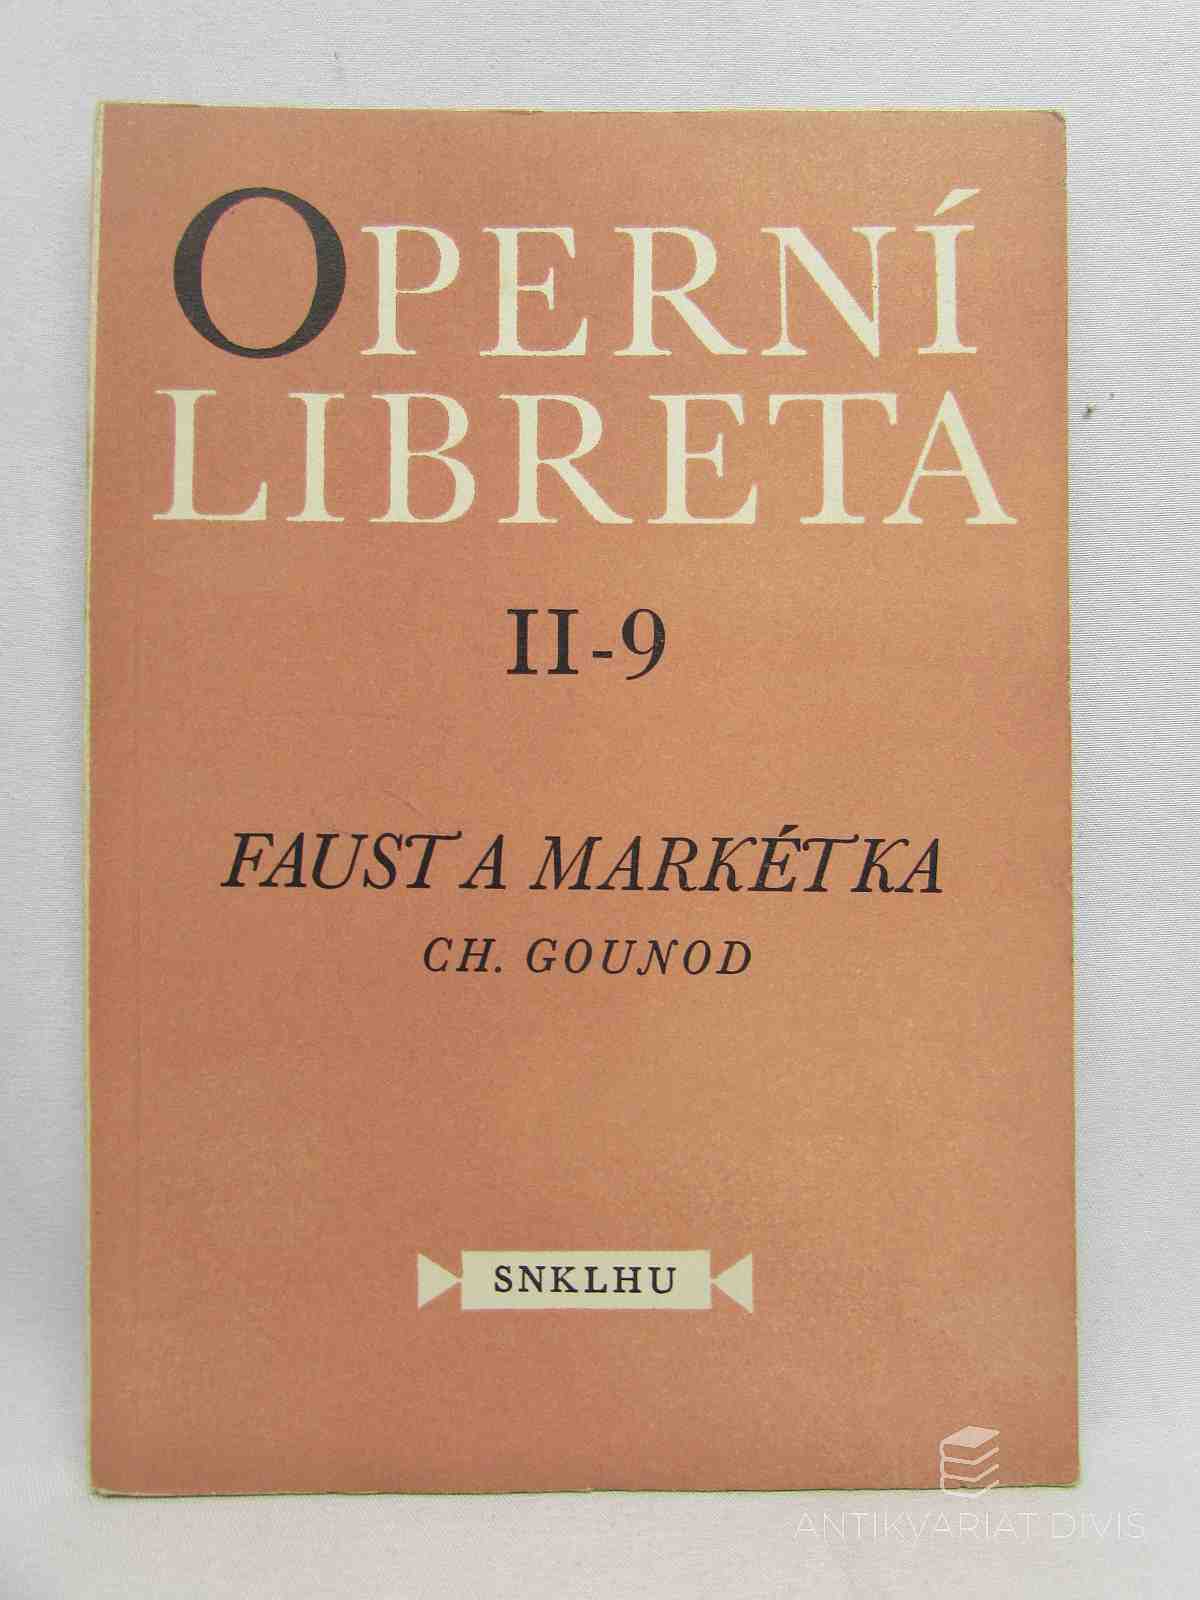 OPERNÍ
LIBRETA
II-9
FAUST A MARKÉTKA
CH. GOUNOD
SNKLHU
ANTIKVARIAT DIVIS